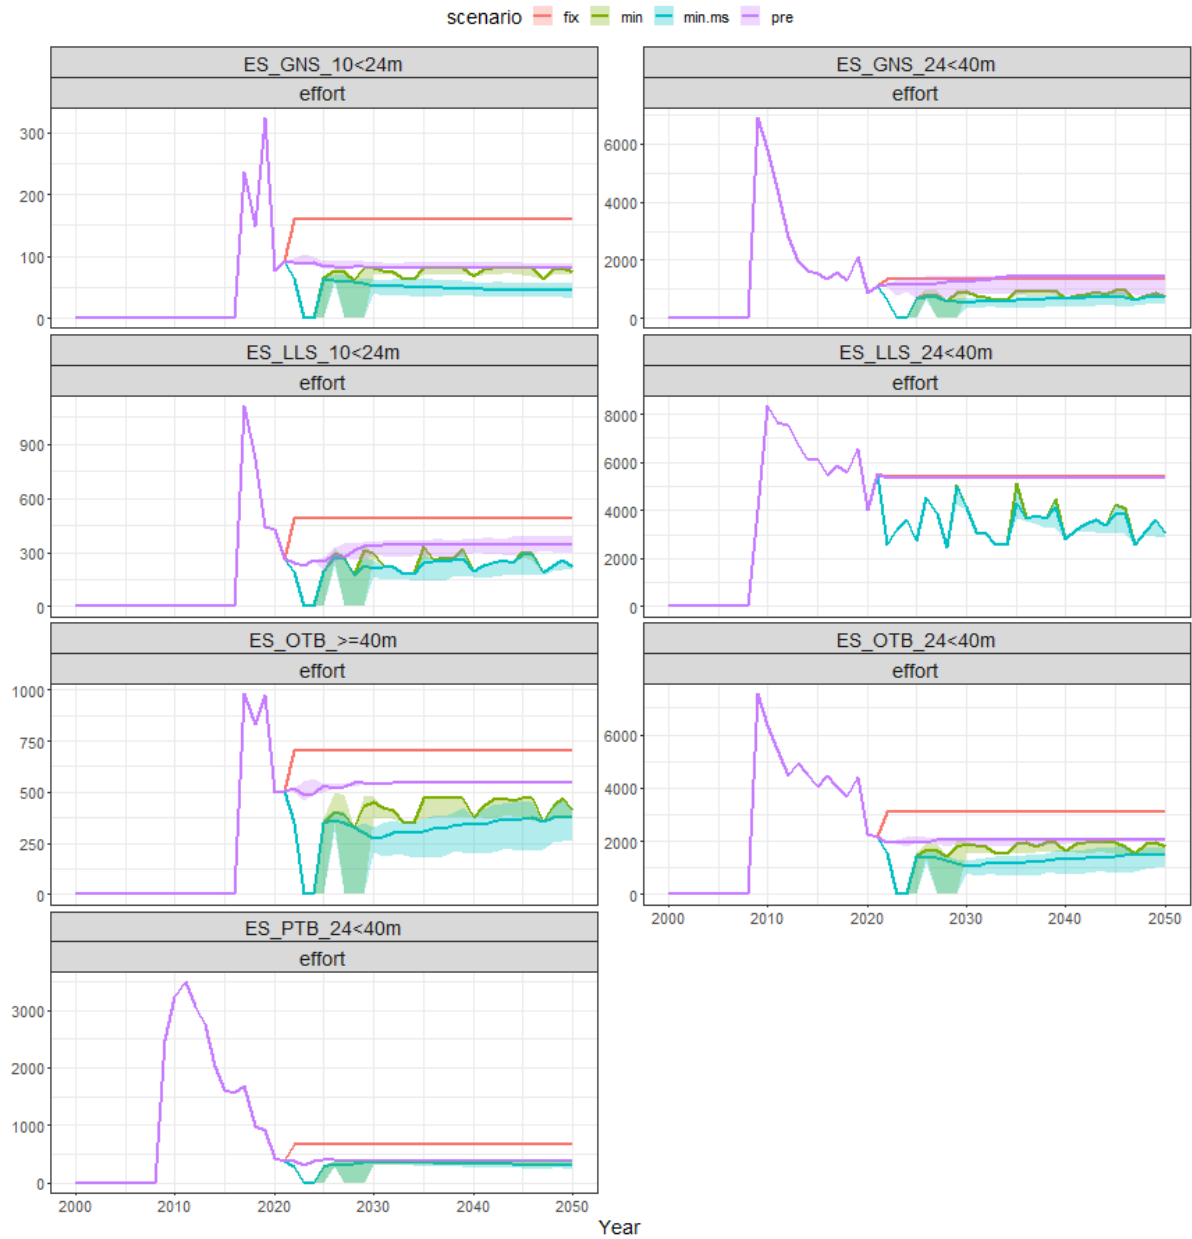 scenario fix min min.ms pre
ES_GNS_10<24m
effort
300
200
100
0
ES_GNS_24<40m
effort
6000
4000
2000
0
ES_LLS_10<24m
effort
900
600
300
0
ES_LLS_24<40m
effort
8000
6000
4000
2000
0
ES_OTB_>=40m
effort
1000
750
500
250
0
ES_OTB_24<40m
effort
6000
4000
2000
0
2000 2010 2020 2030 2040 2050
ES_PTB_24<40m
effort
3000
2000
1000
0
2000 2010 2020 2030 2040 2050
Year